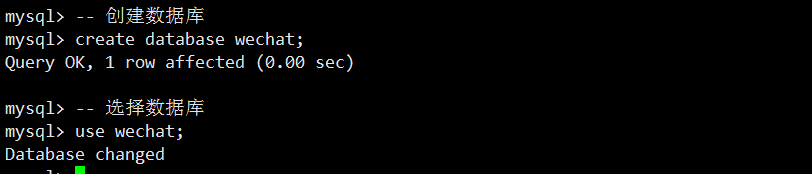 mysql> -- 创建数据库
mysql> create database wechat;
Query OK, 1 row affected (0.00 sec)
mysql> -- 选择数据库
mysql> use wechat;
Database changed
mysql>